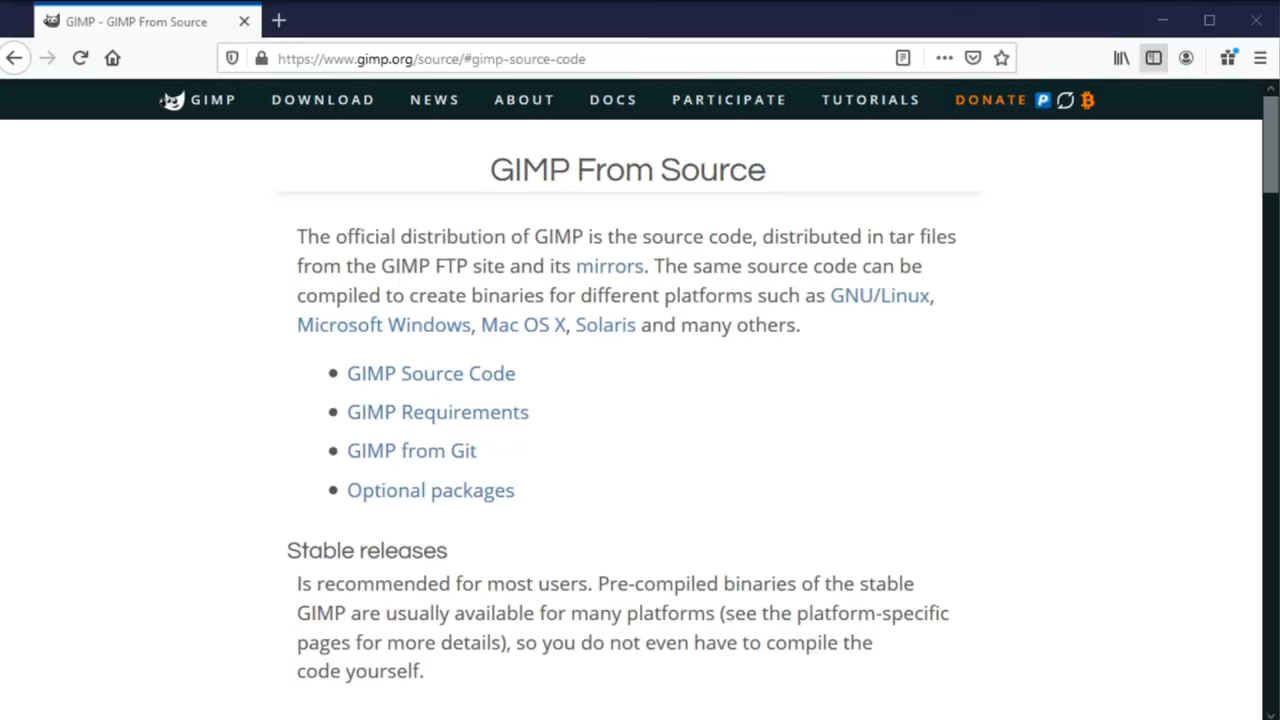 GIMP - GIMP From Source
https://www.gimp.org/source/#gimp-source-code
GIMP DOWNLOAD NEWS ABOUT DOCS PARTICIPATE TUTORIALS DONATE
GIMP From Source
The official distribution of GIMP is the source code, distributed in tar files
from the GIMP FTP site and its mirrors. The same source code can be
compiled to create binaries for different platforms such as GNU/Linux,
Microsoft Windows, Mac OS X, Solaris and many others.
• GIMP Source Code
• GIMP Requirements
• GIMP from Git
• Optional packages
Stable releases
Is recommended for most users. Pre-compiled binaries of the stable
GIMP are usually available for many platforms (see the platform-specific
pages for more details), so you do not even have to compile the
code yourself.